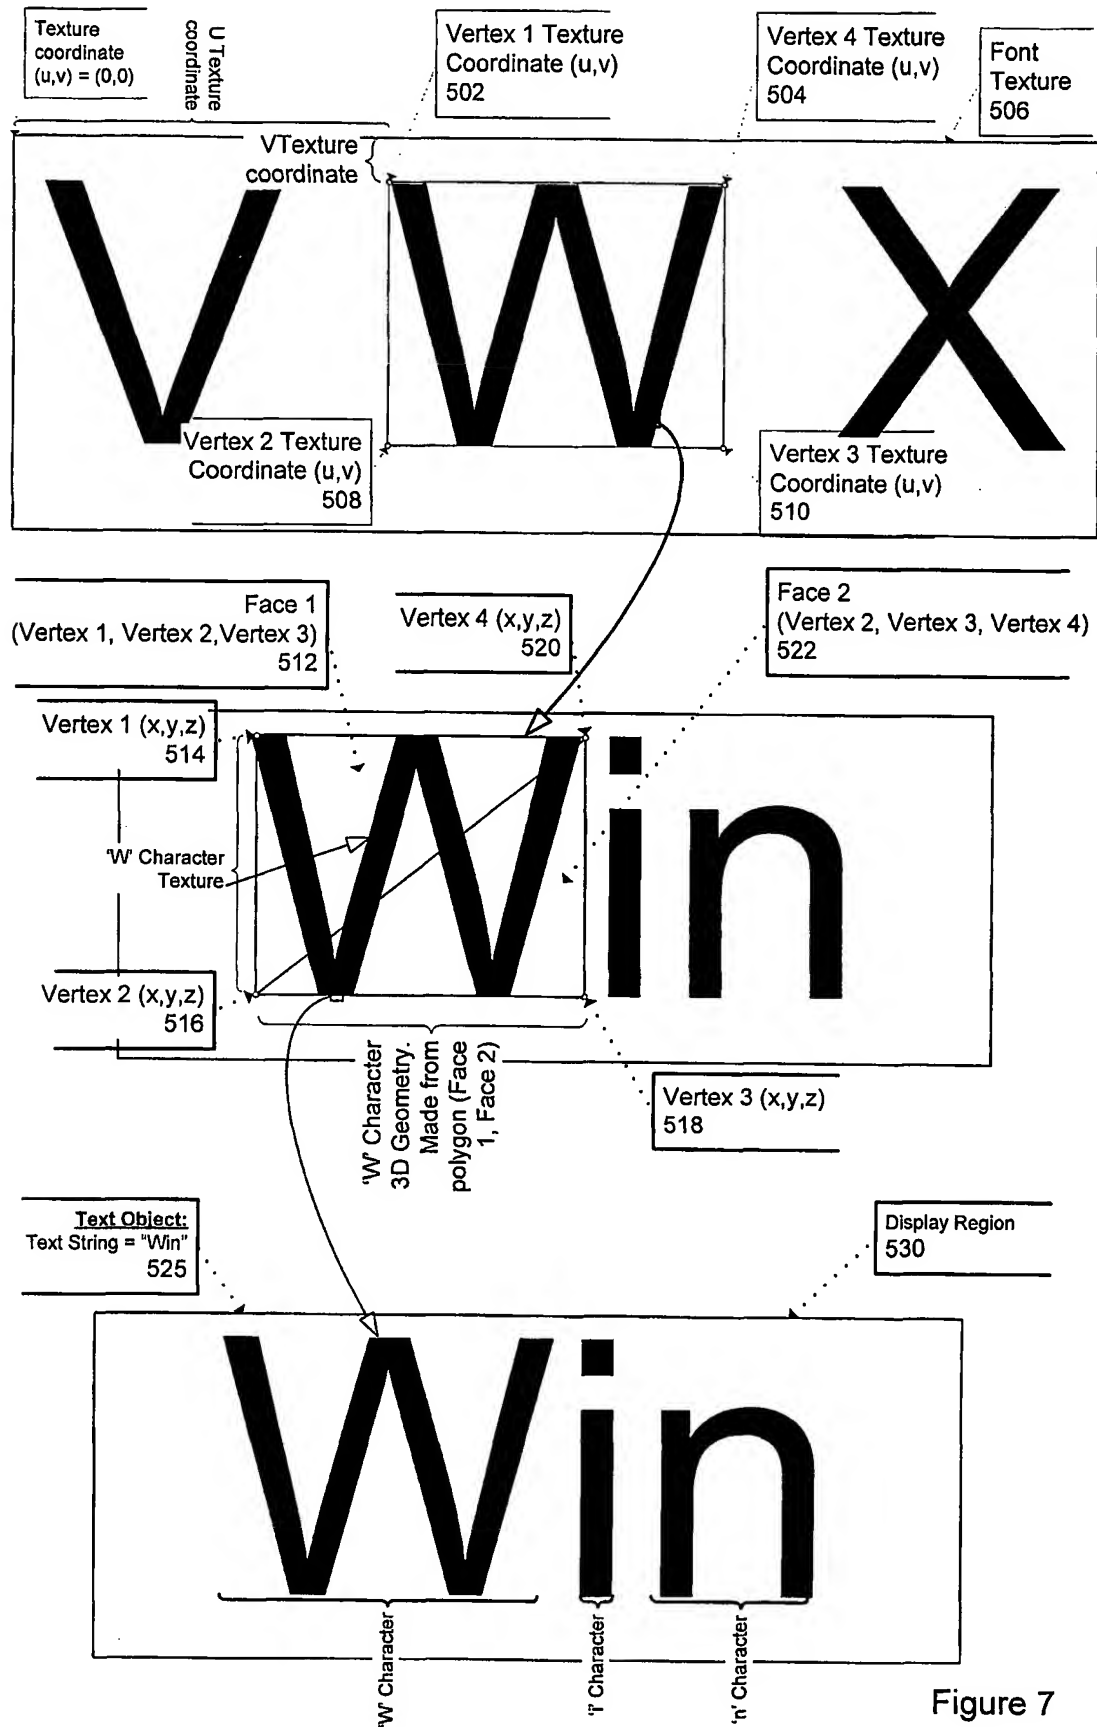 Texture
coordinate
(u,v) = (0,0)
U Texture
coordinate
Vertex 1 Texture
Coordinate (u,v)
502
Vertex 4 Texture
Coordinate (u,v)
504
Font
Texture
506
VTexture
coordinate
V W X
Vertex 2 Texture
Coordinate (u,v)
508
Vertex 3 Texture
Coordinate (u,v)
510
Face 1
(Vertex 1, Vertex 2,Vertex 3)
512
Vertex 4 (x,y,z)
520
Face 2
(Vertex 2, Vertex 3, Vertex 4)
522
Vertex 1 (x,y,z)
514
Win
'W' Character
Texture
Vertex 2 (x,y,z)
516
'W' Character
3D Geometry.
Made from
polygon (Face
1, Face 2)
Vertex 3 (x,y,z)
518
Text Object:
Text String = "Win"
525
Display Region
530
Win
'W' Character
'i' Character
'n' Character
Figure 7